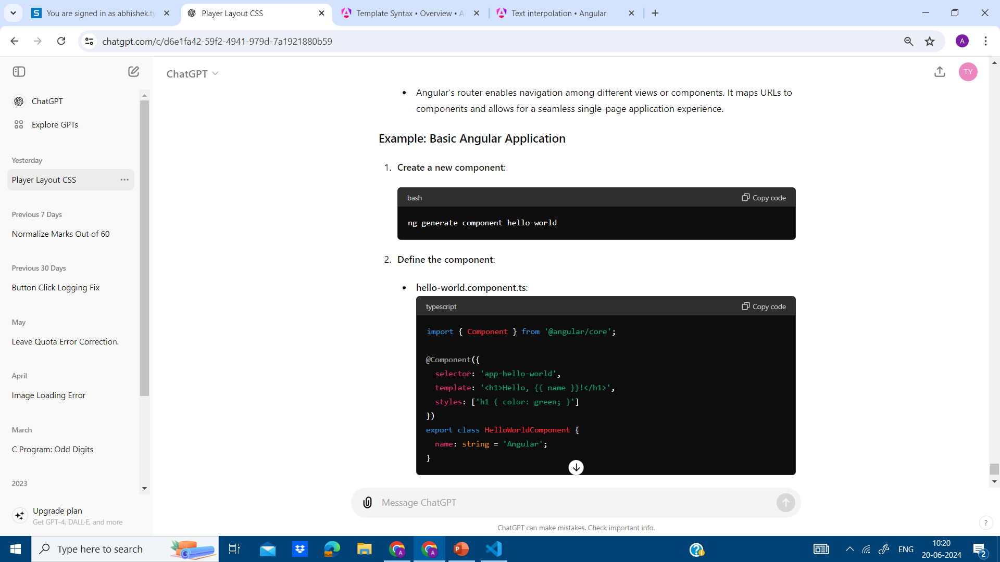 You are signed in as abhishek.ty
Player Layout CSS
Template Syntax • Overview • A
Text interpolation • Angular
chatgpt.com/c/d6e1fa42-59f2-4941-979d-7a1921880b59
A
ChatGPT
TY
ChatGPT
Explore GPTs
Yesterday
Player Layout CSS
Previous 7 Days
Normalize Marks Out of 60
Previous 30 Days
Button Click Logging Fix
May
Leave Quota Error Correction.
April
Image Loading Error
March
C Program: Odd Digits
2023
Upgrade plan
Get GPT-4, DALL·E, and more
• Angular's router enables navigation among different views or components. It maps URLs to
components and allows for a seamless single-page application experience.
Example: Basic Angular Application
1. Create a new component:
bash
Copy code
ng generate component hello-world
2. Define the component:
• hello-world.component.ts:
typescript
Copy code
import { Component } from '@angular/core';
@Component({
selector: 'app-hello-world',
template: '<h1>Hello, {{ name }}!</h1>',
styles: ['h1 { color: green; }']
})
export class HelloWorldComponent {
name: string = 'Angular';
}
Message ChatGPT
ChatGPT can make mistakes. Check important info.
?
Type here to search
ENG
10:20
20-06-2024
2